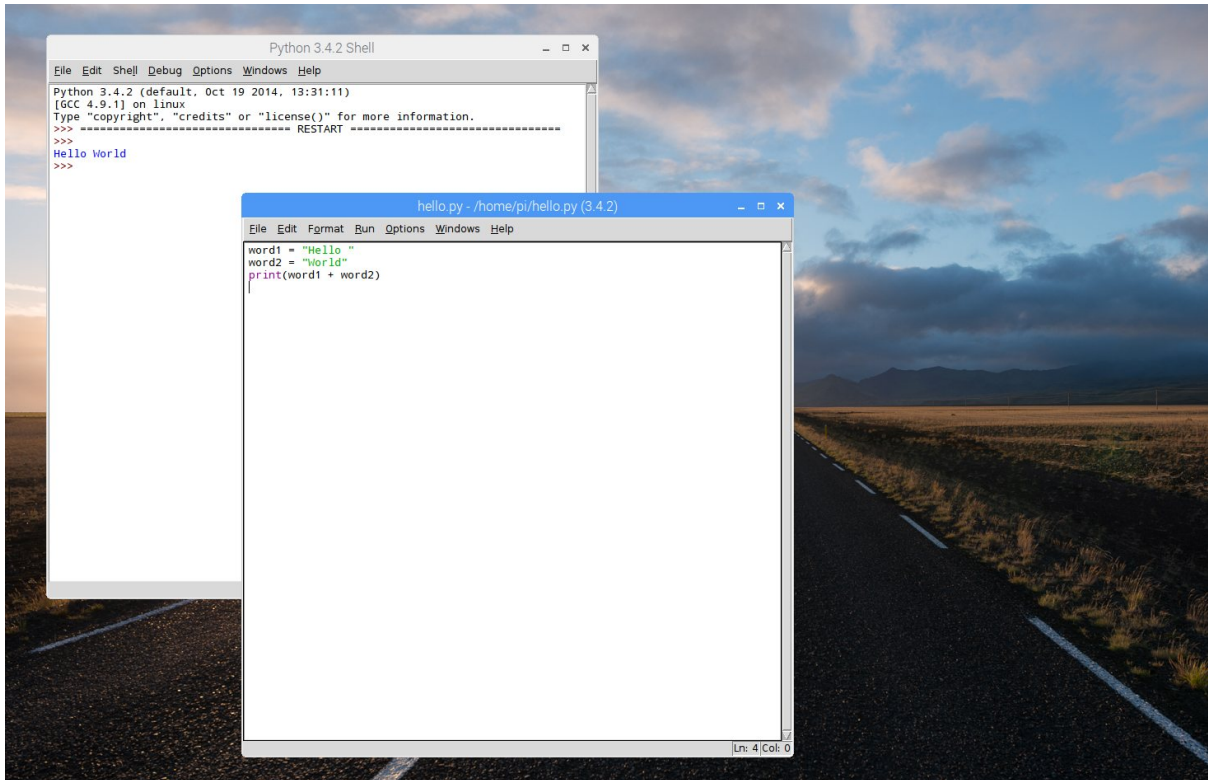 Python 3.4.2 Shell
File Edit Shell Debug Options Windows Help
Python 3.4.2 (default, Oct 19 2014, 13:31:11)
[GCC 4.9.1] on linux
Type "copyright", "credits" or "license()" for more information.
>>> ================================ RESTART ================================
>>>
Hello World
>>>
hello.py - /home/pi/hello.py (3.4.2)
File Edit Format Run Options Windows Help
word1 = "Hello "
word2 = "World"
print(word1 + word2)
Ln: 4 Col: 0